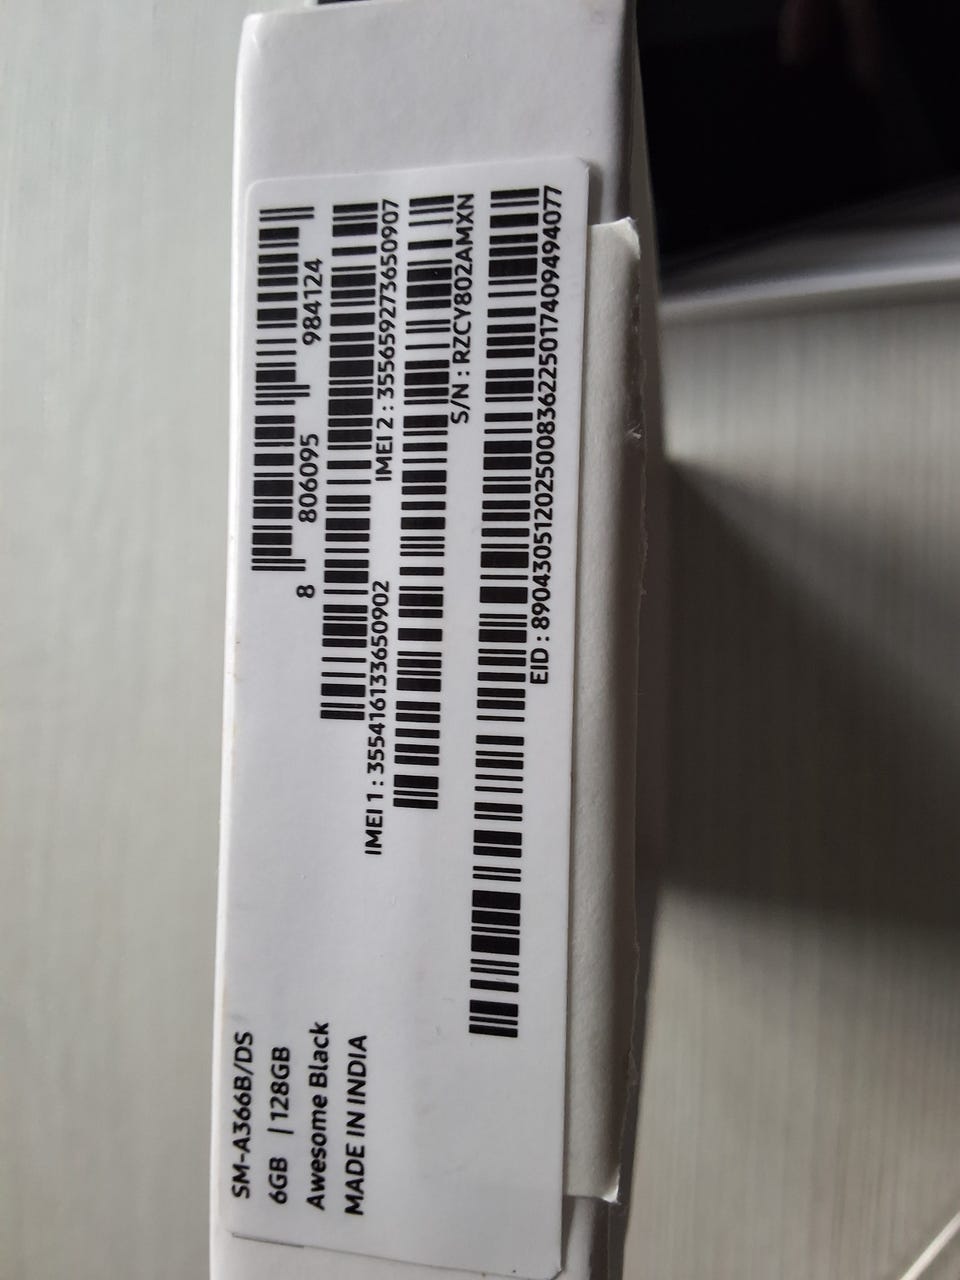 SM-A366B/DS
6GB | 128GB
Awesome Black
MADE IN INDIA
8 806095 984124
IMEI 1 : 355416133650902
IMEI 2 : 355659273650907
S/N : RZCY802AMXN
EID : 89043051202500836225017409494077